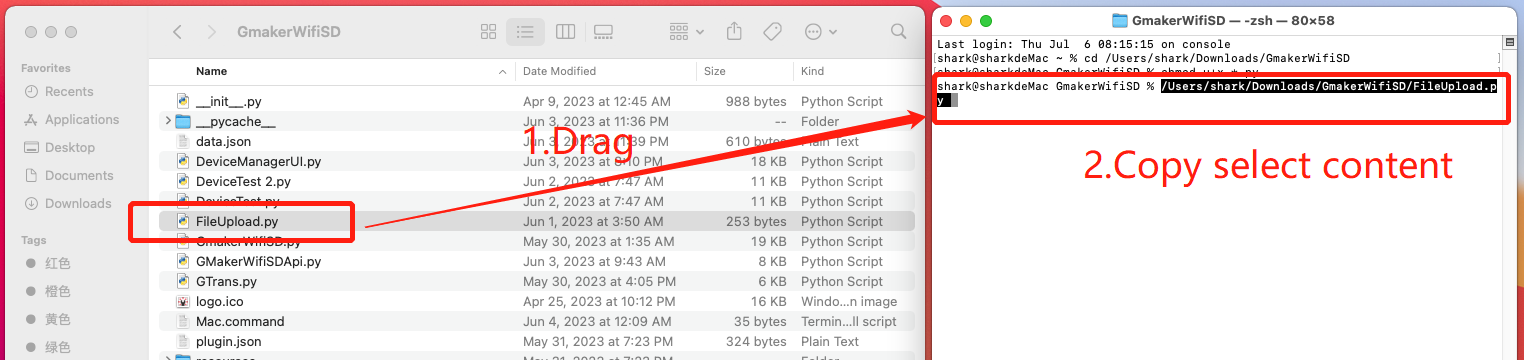 GmakerWifiSD
Favorites
Recents
Applications
Desktop
Documents
Downloads
Tags
红色
橙色
黄色
绿色
Name Date Modified Size Kind
__init__.py Apr 9, 2023 at 12:45 AM 988 bytes Python Script
__pycache__ Jun 3, 2023 at 11:36 PM -- Folder
data.json Jun 3, 2023 at 11:39 PM 610 bytes Plain Text
DeviceManagerUI.py Jun 3, 2023 at 8:10 PM 18 KB Python Script
DeviceTest 2.py Jun 2, 2023 at 7:47 AM 11 KB Python Script
DeviceTest.py Jun 2, 2023 at 7:47 AM 11 KB Python Script
FileUpload.py Jun 1, 2023 at 3:50 AM 253 bytes Python Script
GmakerWifiSD.py May 30, 2023 at 1:35 AM 19 KB Python Script
GMakerWifiSDApi.py Jun 3, 2023 at 9:43 AM 8 KB Python Script
GTrans.py May 30, 2023 at 4:05 PM 6 KB Python Script
logo.ico Apr 25, 2023 at 10:12 PM 16 KB Windo...n image
Mac.command Jun 4, 2023 at 12:09 AM 35 bytes Termin...ll script
plugin.json May 31, 2023 at 7:23 PM 324 bytes Plain Text
1.Drag
GmakerWifiSD — -zsh — 80×58
Last login: Thu Jul  6 08:15:15 on console
[shark@sharkdeMac ~ % cd /Users/shark/Downloads/GmakerWifiSD ]
[shark@sharkdeMac GmakerWifiSD % chmod u+x *.py ]
shark@sharkdeMac GmakerWifiSD % /Users/shark/Downloads/GmakerWifiSD/FileUpload.p
y
2.Copy select content